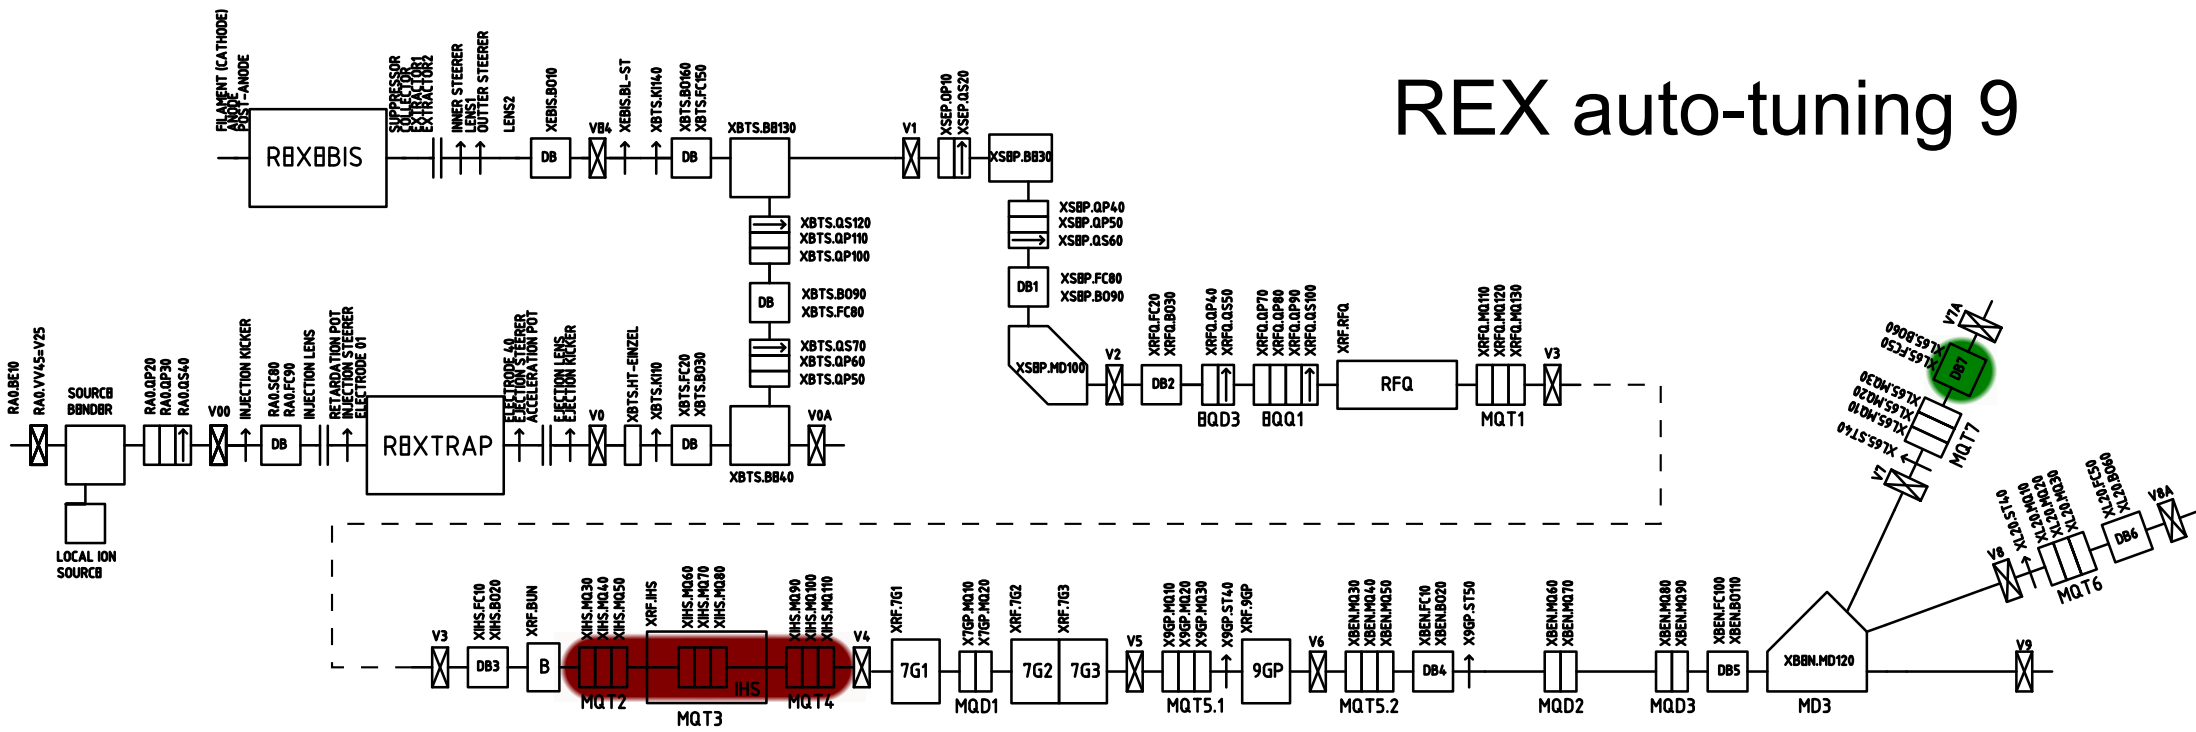 REX auto-tuning 9
FILAMENT (CATHODE)
ANODE
POST-ANODE
REXEBIS
SUPPRESSOR
COLLECTOR
EXTRACTOR1
EXTRACTOR2
INNER STEERER
LENS1
OUTTER STEERER
LENS2
XEBIS.BO10
DB
V84
XEBIS.BL-ST
XBTS.KI140
XBTS.BO160
XBTS.FC150
DB
XBTS.BB130
V1
XSEP.QP10
XSEP.QS20
XSEP.BB30
XBTS.QS120
XBTS.QP110
XBTS.QP100
XSEP.QP40
XSEP.QP50
XSEP.QS60
DB
XBTS.BO90
XBTS.FC80
DB1
XSEP.FC80
XSEP.BO90
XBTS.QS70
XBTS.QP60
XBTS.QP50
XSEP.MD100
V2
XRFQ.FC20
XRFQ.BO30
DB2
XRFQ.QP40
XRFQ.QS50
EQD3
XRFQ.QP70
XRFQ.QP80
XRFQ.QP90
XRFQ.QS100
EQQ1
XRF.RFQ
RFQ
XRFQ.MQ110
XRFQ.MQ120
XRFQ.MQ130
MQT1
V3
RA0.BE10
RA0.VV45=V25
SOURCE
BENDER
LOCAL ION
SOURCE
RA0.QP20
RA0.QP30
RA0.QS40
V00
INJECTION KICKER
RA0.SC80
RA0.FC90
DB
INJECTION LENS
RETARDATION POT
INJECTION STEERER
ELECTRODE 01
REXTRAP
ELECTRODE 40
EJECTION STEERER
ACCELERATION POT
EJECTION LENS
EJECTION KICKER
V0
XBTS.HT-EINZEL
XBTS.KI10
XBTS.FC20
XBTS.BO30
DB
XBTS.BB40
V0A
V7A
XL65.BO60
XL65.FC50
DB7
XL65.MQ30
XL65.MQ20
XL65.MQ10
XL65.ST40
MQT7
V7
V8
XL20.ST40
XL20.MQ10
XL20.MQ20
XL20.MQ30
MQT6
XL20.FC50
XL20.BO60
DB6
V8A
V3
XIHS.FC10
XIHS.BO20
DB3
XRF.BUN
B
XIHS.MQ30
XIHS.MQ40
XIHS.MQ50
MQT2
XRF.IHS
XIHS.MQ60
XIHS.MQ70
XIHS.MQ80
IHS
MQT3
XIHS.MQ90
XIHS.MQ100
XIHS.MQ110
MQT4
V4
XRF.7G1
7G1
X7GP.MQ10
X7GP.MQ20
MQD1
XRF.7G2
7G2
XRF.7G3
7G3
V5
X9GP.MQ10
X9GP.MQ20
X9GP.MQ30
MQT5.1
X9GP.ST40
XRF.9GP
9GP
V6
XBEN.MQ30
XBEN.MQ40
XBEN.MQ50
MQT5.2
XBEN.FC10
XBEN.BO20
DB4
X9GP.ST50
XBEN.MQ60
XBEN.MQ70
MQD2
XBEN.MQ80
XBEN.MQ90
MQD3
XBEN.FC100
XBEN.BO110
DB5
XBEN.MD120
MD3
V9